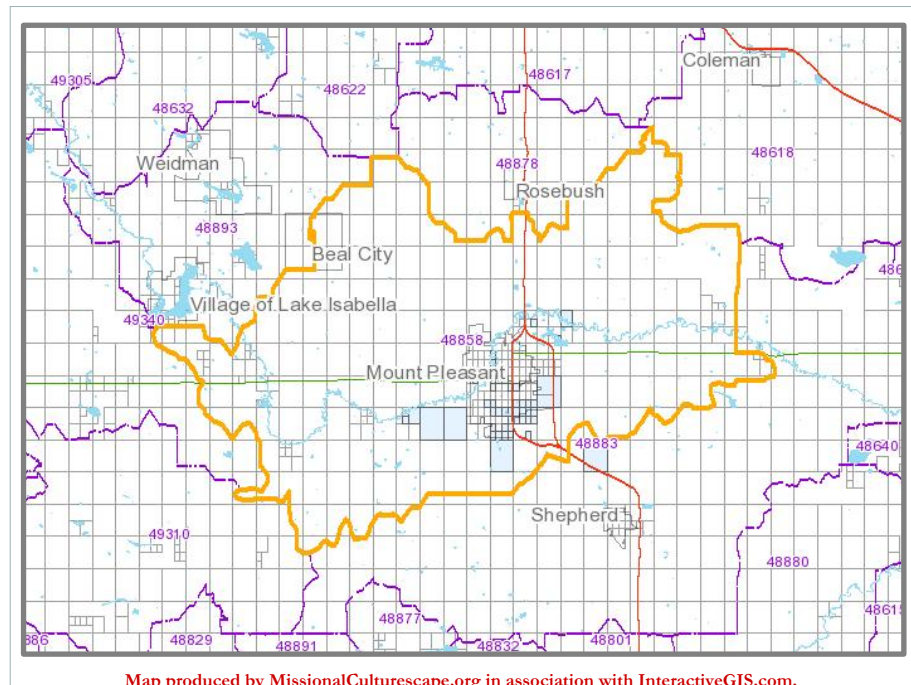 48617
Coleman
49305
48622
48632
48618
Weidman
48878
Rosebush
48893
Beal City
Village of Lake Isabella
49340
48858
Mount Pleasant
48883
48640
Shepherd
49310
48880
48877
48829
48891
48832
48801
Map produced by MissionalCulturescape.org in association with InteractiveGIS.com.